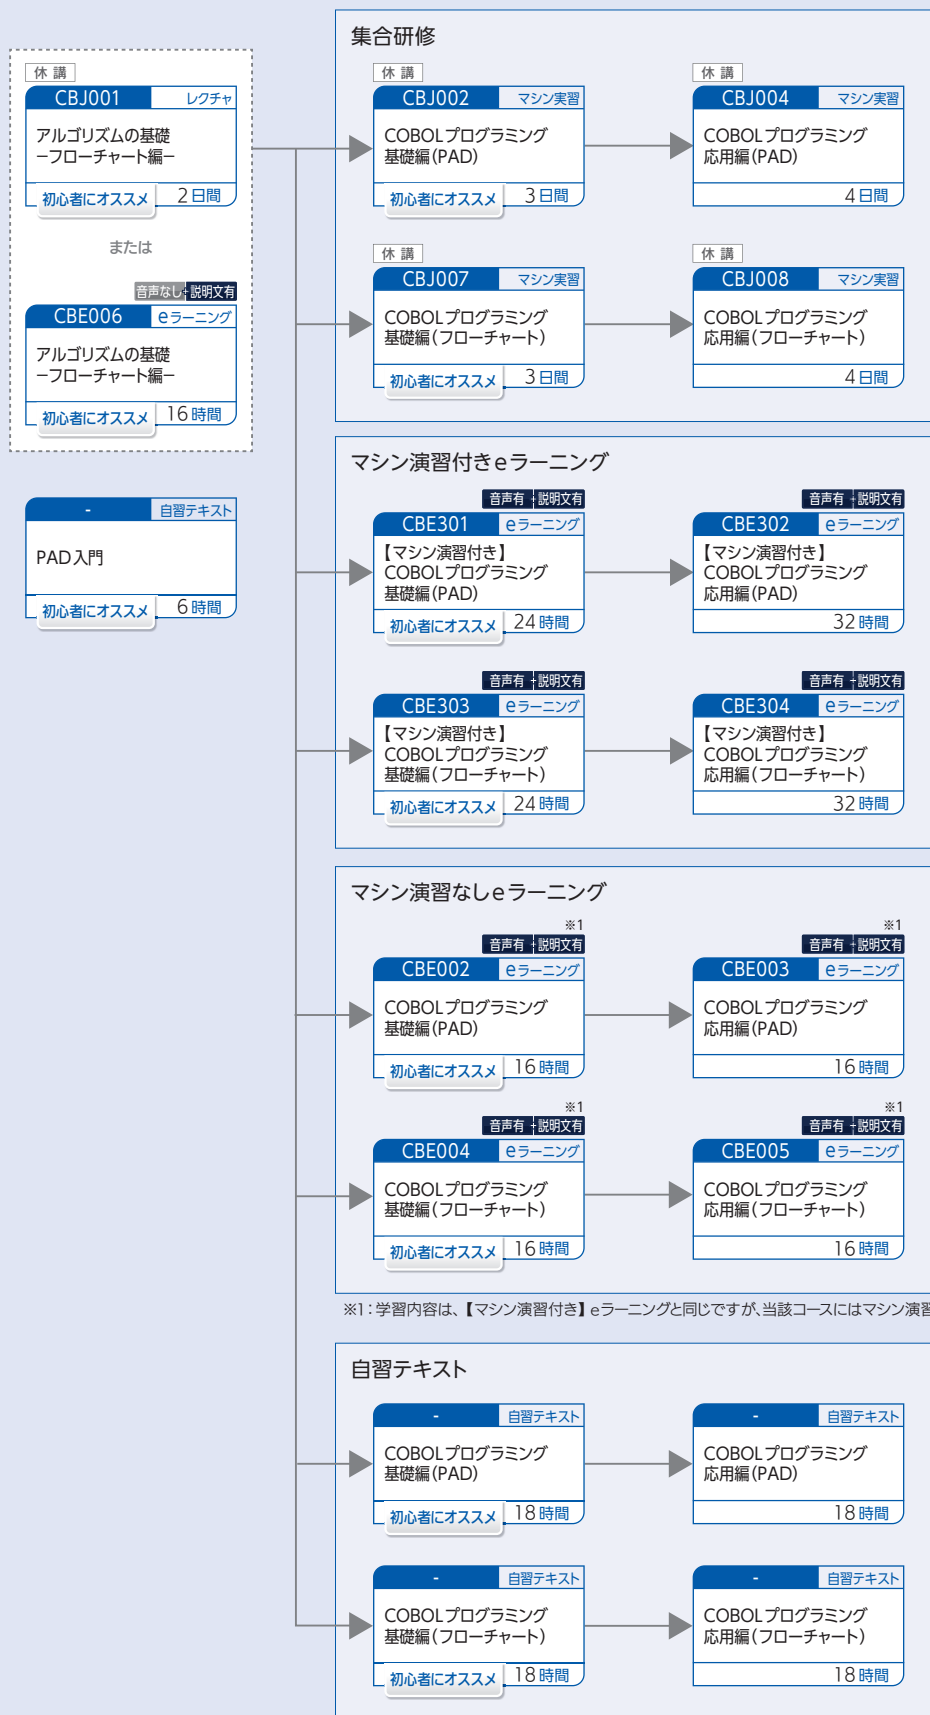 休 講
CBJ001 レクチャ
アルゴリズムの基礎
−フローチャート編−
初心者にオススメ 2日間
または
音声なし+説明文有
CBE006 eラーニング
アルゴリズムの基礎
−フローチャート編−
初心者にオススメ 16時間
- 自習テキスト
PAD入門
初心者にオススメ 6時間
集合研修
休 講
CBJ002 マシン実習
COBOLプログラミング
基礎編(PAD)
初心者にオススメ 3日間
休 講
CBJ004 マシン実習
COBOLプログラミング
応用編(PAD)
4日間
休 講
CBJ007 マシン実習
COBOLプログラミング
基礎編(フローチャート)
初心者にオススメ 3日間
休 講
CBJ008 マシン実習
COBOLプログラミング
応用編(フローチャート)
4日間
マシン演習付きeラーニング
音声有+説明文有
CBE301 eラーニング
【マシン演習付き】
COBOLプログラミング
基礎編(PAD)
初心者にオススメ 24時間
音声有+説明文有
CBE302 eラーニング
【マシン演習付き】
COBOLプログラミング
応用編(PAD)
32時間
音声有+説明文有
CBE303 eラーニング
【マシン演習付き】
COBOLプログラミング
基礎編(フローチャート)
初心者にオススメ 24時間
音声有+説明文有
CBE304 eラーニング
【マシン演習付き】
COBOLプログラミング
応用編(フローチャート)
32時間
マシン演習なしeラーニング
※1
音声有+説明文有
CBE002 eラーニング
COBOLプログラミング
基礎編(PAD)
初心者にオススメ 16時間
※1
音声有+説明文有
CBE003 eラーニング
COBOLプログラミング
応用編(PAD)
16時間
※1
音声有+説明文有
CBE004 eラーニング
COBOLプログラミング
基礎編(フローチャート)
初心者にオススメ 16時間
※1
音声有+説明文有
CBE005 eラーニング
COBOLプログラミング
応用編(フローチャート)
16時間
※1:学習内容は、【マシン演習付き】eラーニングと同じですが、当該コースにはマシン演習
自習テキスト
- 自習テキスト
COBOLプログラミング
基礎編(PAD)
初心者にオススメ 18時間
- 自習テキスト
COBOLプログラミング
応用編(PAD)
18時間
- 自習テキスト
COBOLプログラミング
基礎編(フローチャート)
初心者にオススメ 18時間
- 自習テキスト
COBOLプログラミング
応用編(フローチャート)
18時間